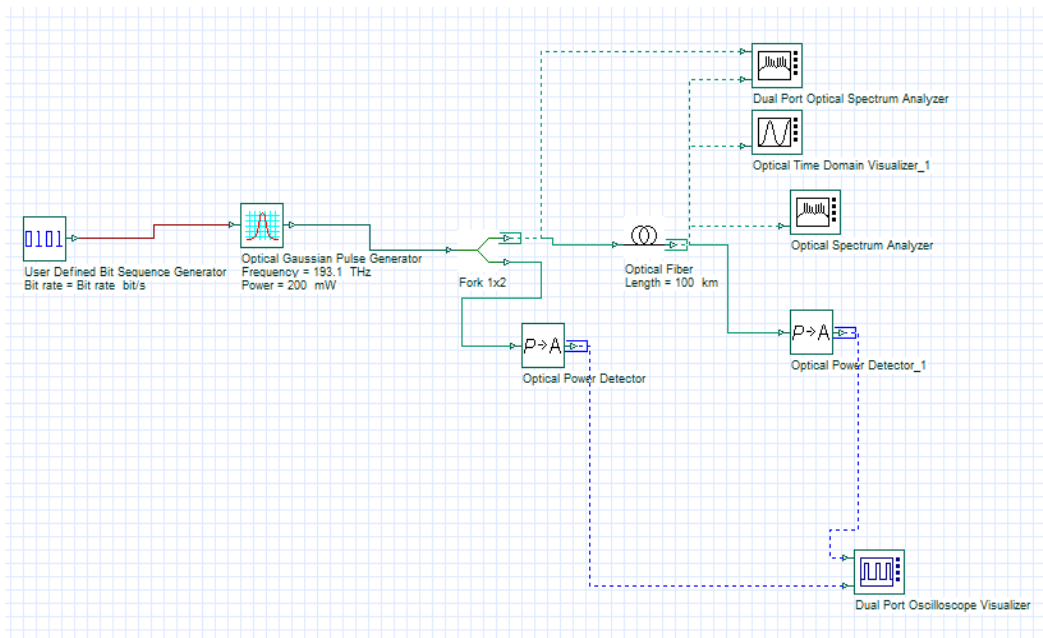 Dual Port Optical Spectrum Analyzer
Optical Time Domain Visualizer_1
0101
User Defined Bit Sequence Generator
Bit rate = Bit rate  bit/s
Optical Gaussian Pulse Generator
Frequency = 193.1  THz
Power = 200  mW
Fork 1x2
Optical Fiber
Length = 100  km
Optical Spectrum Analyzer
P→A
Optical Power Detector
P→A
Optical Power Detector_1
Dual Port Oscilloscope Visualizer